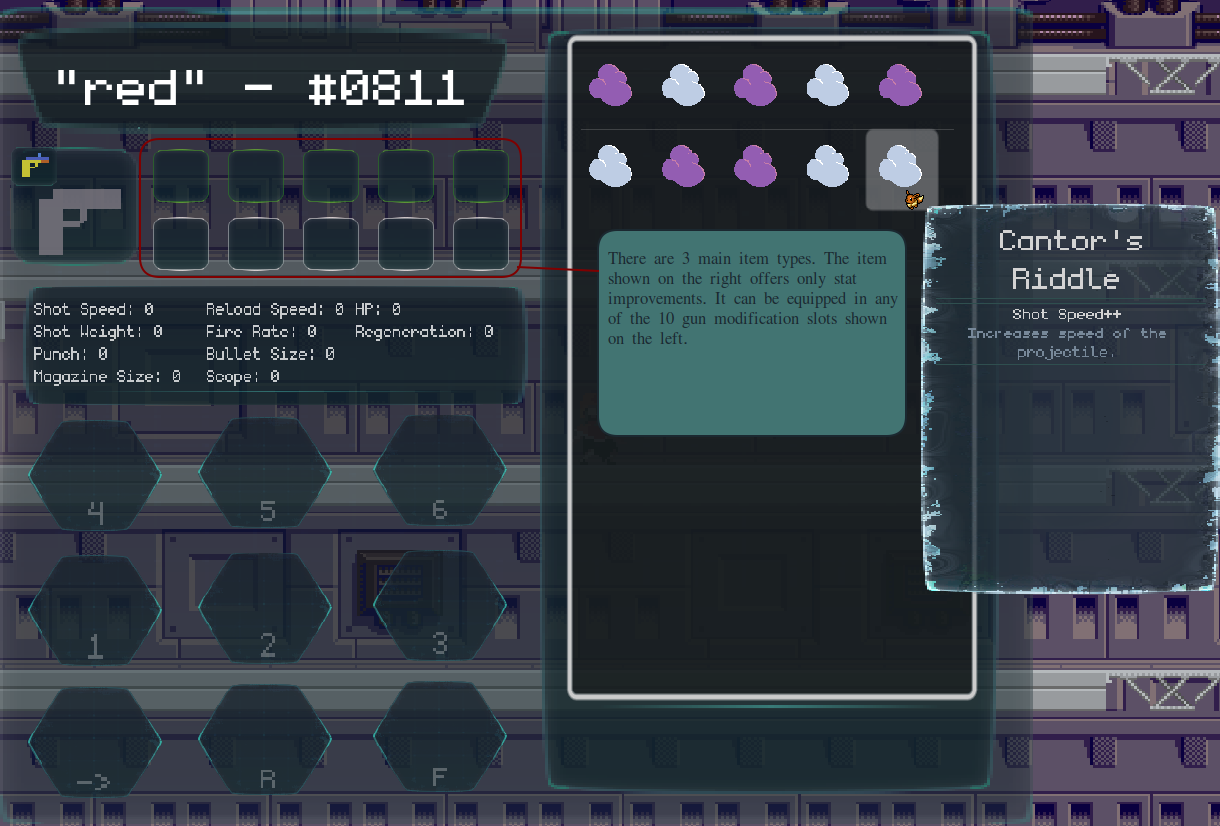 "red" - #0811
There are 3 main item types. The item
shown on the right offers only stat
improvements. It can be equipped in any
of the 10 gun modification slots shown
on the left.
Cantor's
Riddle
Shot Speed++
Increases speed of the
projectile.
Shot Speed: 0 Reload Speed: 0 HP: 0
Shot Weight: 0 Fire Rate: 0 Regeneration: 0
Punch: 0 Bullet Size: 0
Magazine Size: 0 Scope: 0
4 5 6
1 2 3
-> R F